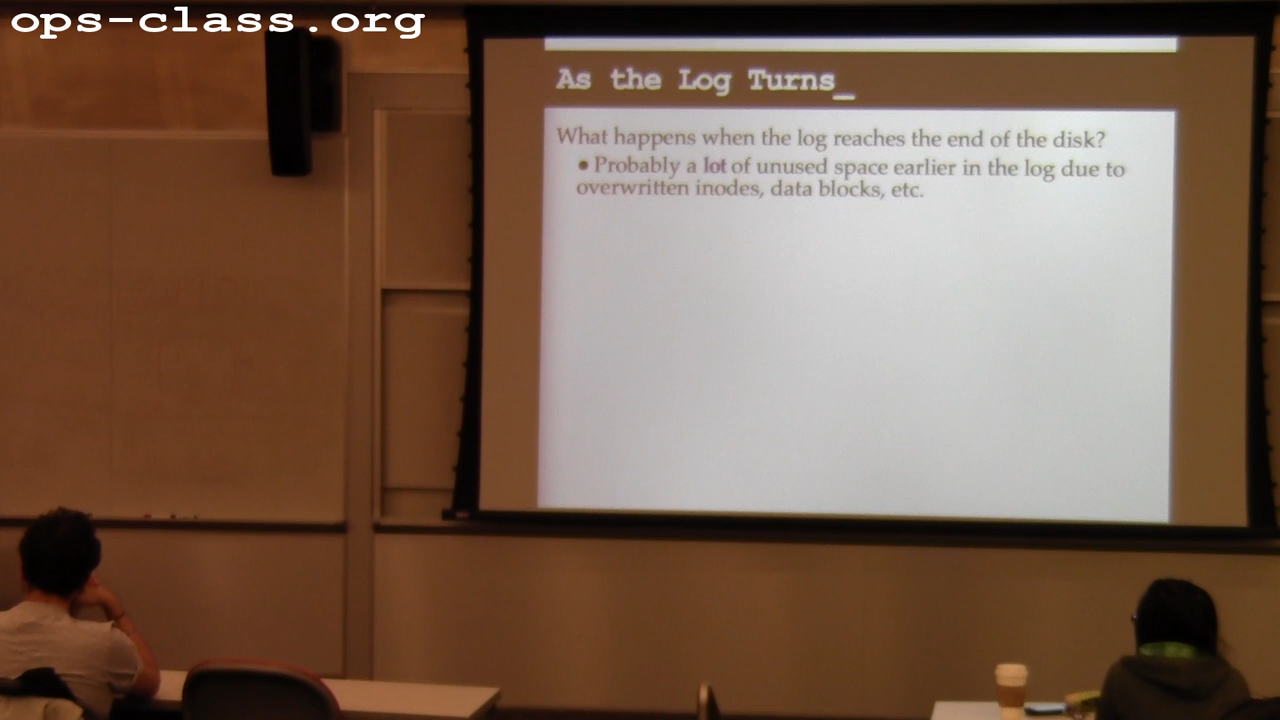 ops-class.org
As the Log Turns_
What happens when the log reaches the end of the disk?
• Probably a lot of unused space earlier in the log due to
overwritten inodes, data blocks, etc.